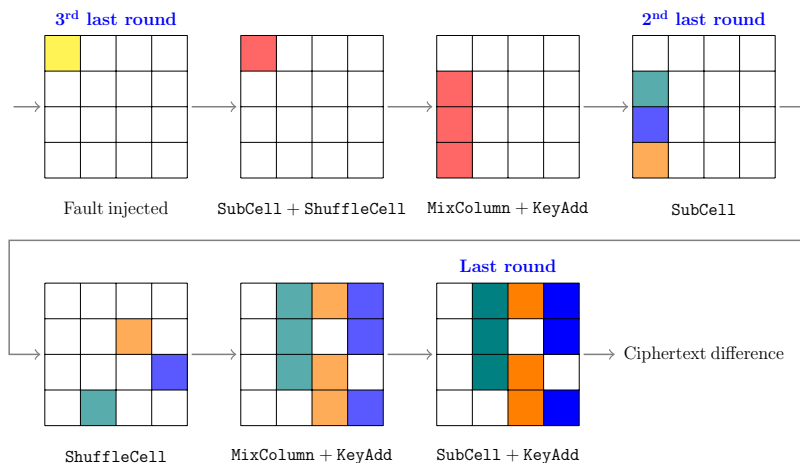 3rd last round
2nd last round
Fault injected
SubCell + ShuffleCell
MixColumn + KeyAdd
SubCell
Last round
Ciphertext difference
ShuffleCell
MixColumn + KeyAdd
SubCell + KeyAdd